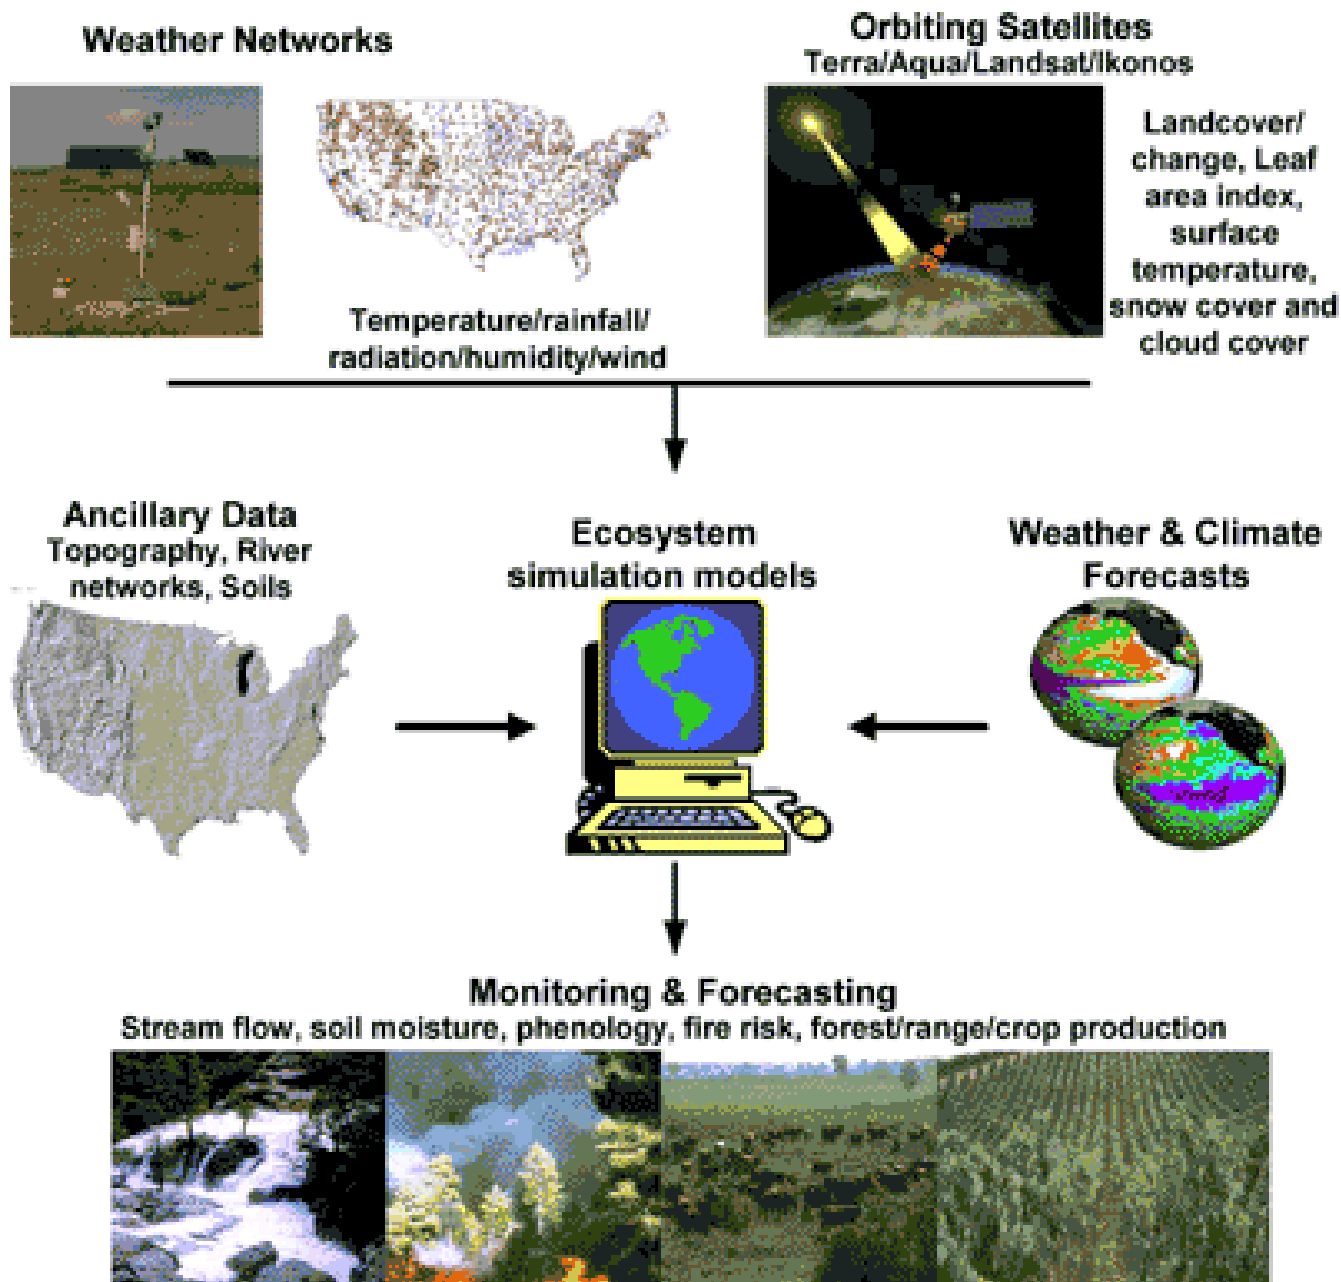 Weather Networks
Orbiting Satellites
Terra/Aqua/Landsat/Ikonos
Landcover/
change, Leaf
area index,
surface
temperature,
snow cover and
cloud cover
Temperature/rainfall/
radiation/humidity/wind
Ancillary Data
Topography, River
networks, Soils
Ecosystem
simulation models
Weather & Climate
Forecasts
Monitoring & Forecasting
Stream flow, soil moisture, phenology, fire risk, forest/range/crop production